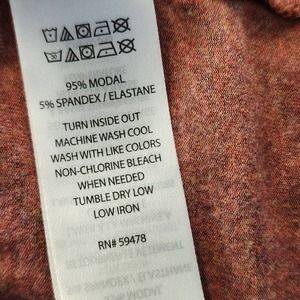 95% MODAL
5% SPANDEX / ELASTANE
TURN INSIDE OUT
MACHINE WASH COOL
WASH WITH LIKE COLORS
NON-CHLORINE BLEACH
WHEN NEEDED
TUMBLE DRY LOW
LOW IRON
RN# 59478